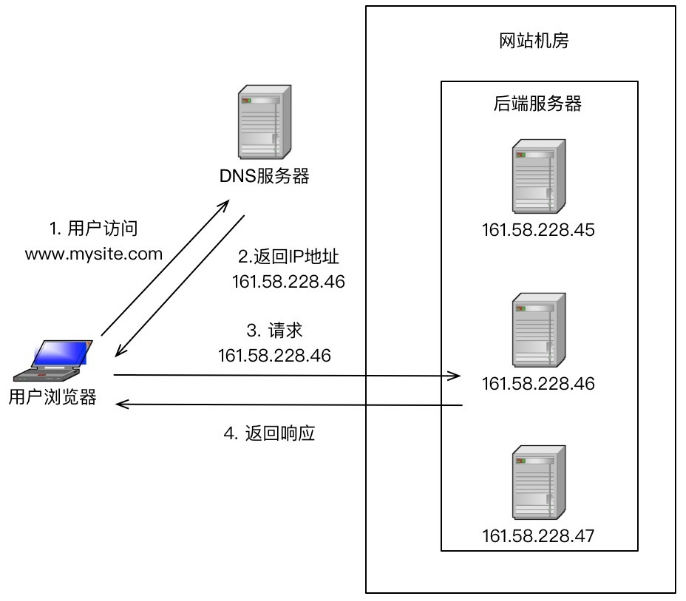 网站机房
后端服务器
DNS服务器
161.58.228.45
1. 用户访问
www.mysite.com
2.返回IP地址
161.58.228.46
3. 请求
161.58.228.46
161.58.228.46
用户浏览器
4. 返回响应
161.58.228.47